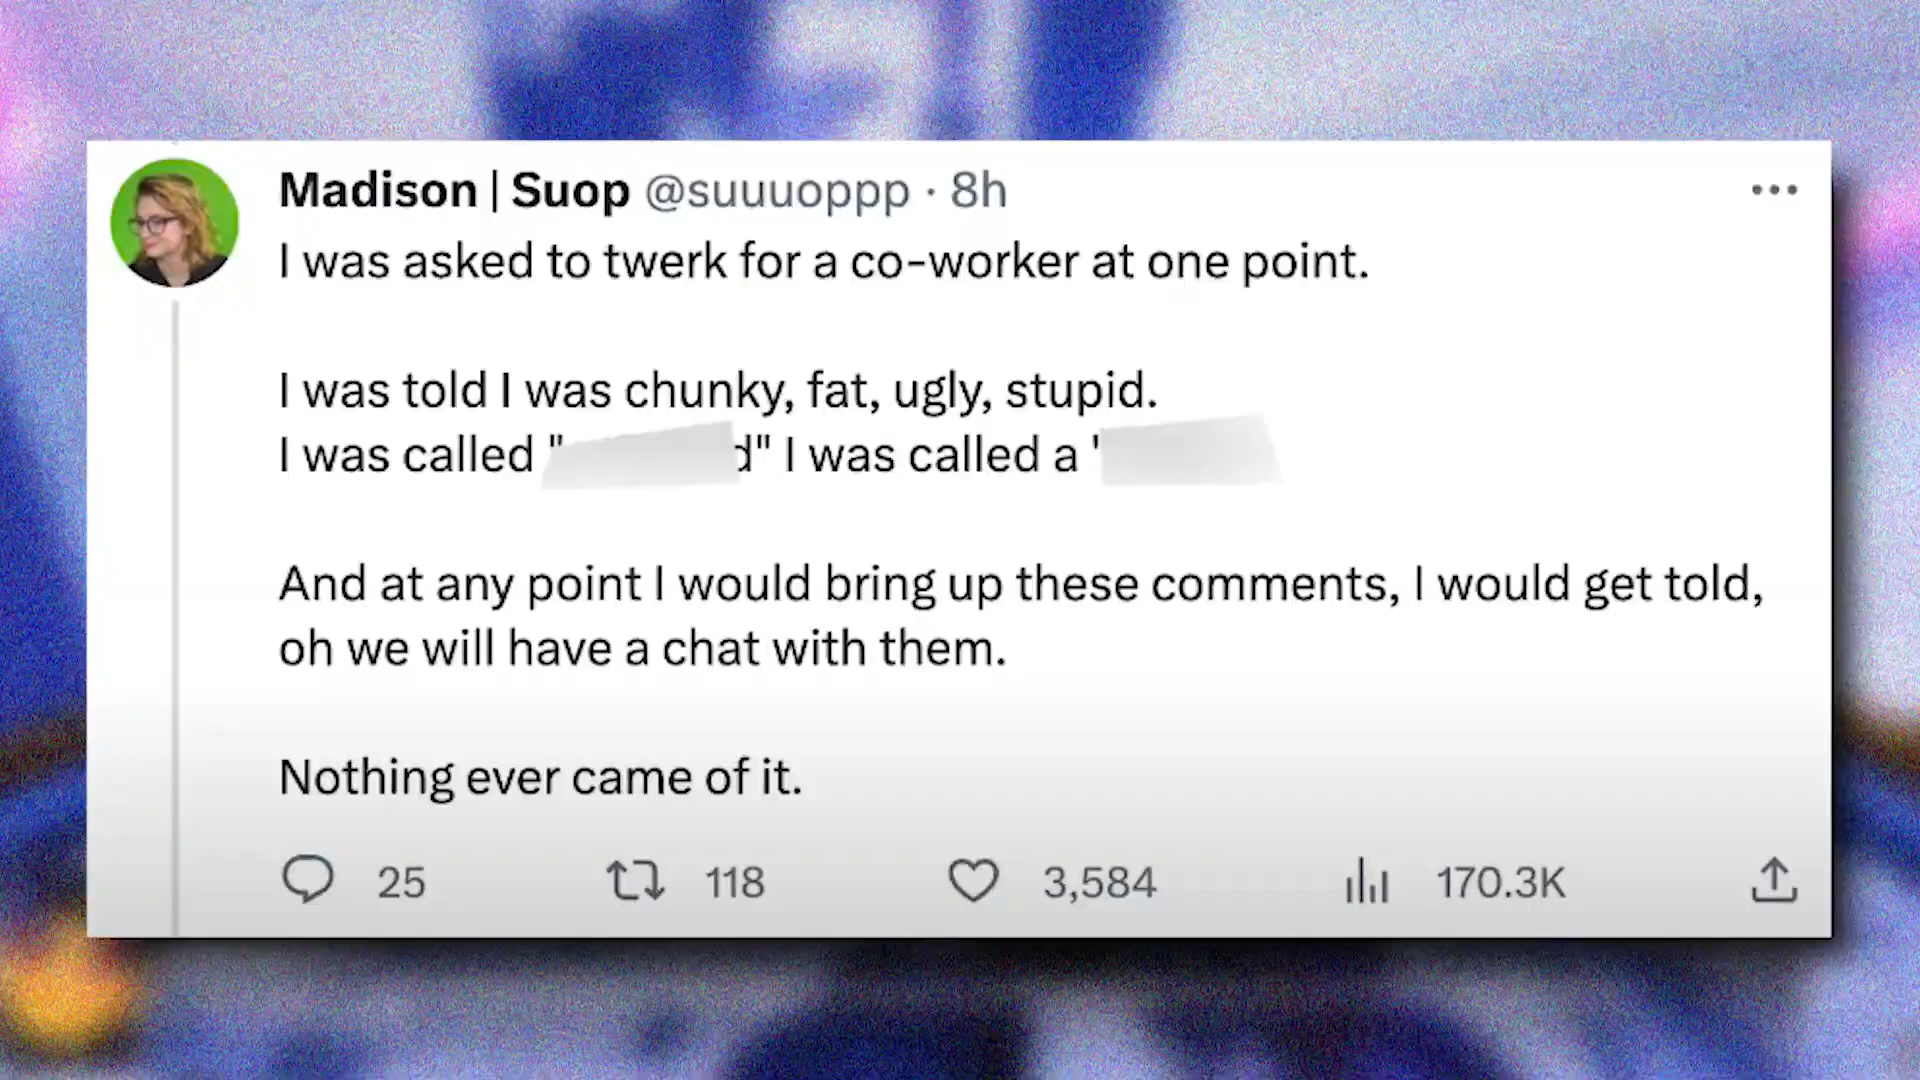 Madison | Suop @suuuoppp · 8h
I was asked to twerk for a co-worker at one point.
I was told I was chunky, fat, ugly, stupid.
I was called " d" I was called a '
And at any point I would bring up these comments, I would get told,
oh we will have a chat with them.
Nothing ever came of it.
25 118 3,584 170.3K